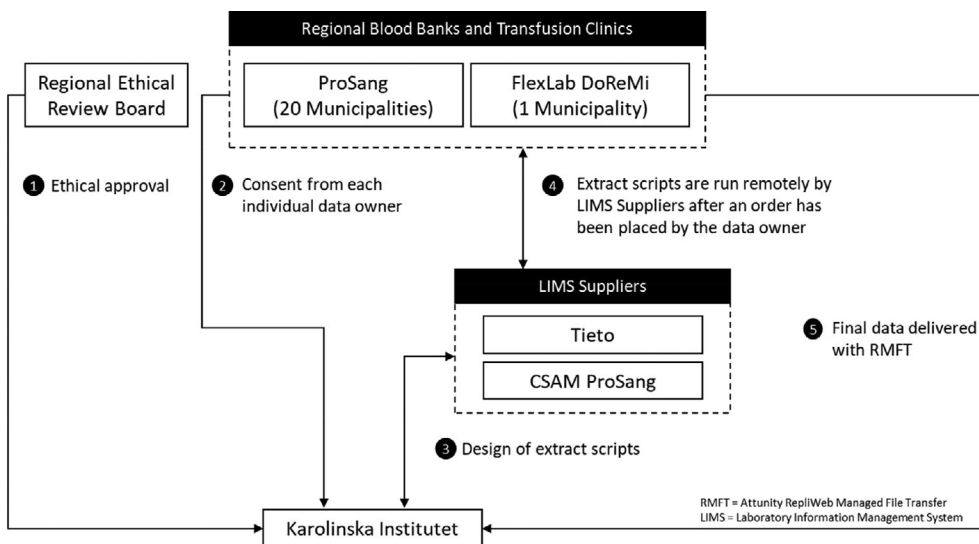 Regional Blood Banks and Transfusion Clinics
Regional Ethical
Review Board
ProSang
(20 Municipalities)
FlexLab DoReMi
(1 Municipality)
1 Ethical approval
2 Consent from each
individual data owner
4 Extract scripts are run remotely by
LIMS Suppliers after an order has
been placed by the data owner
LIMS Suppliers
Tieto
CSAM ProSang
5 Final data delivered
with RMFT
3 Design of extract scripts
RMFT = Attunity RepliWeb Managed File Transfer
LIMS = Laboratory Information Management System
Karolinska Institutet